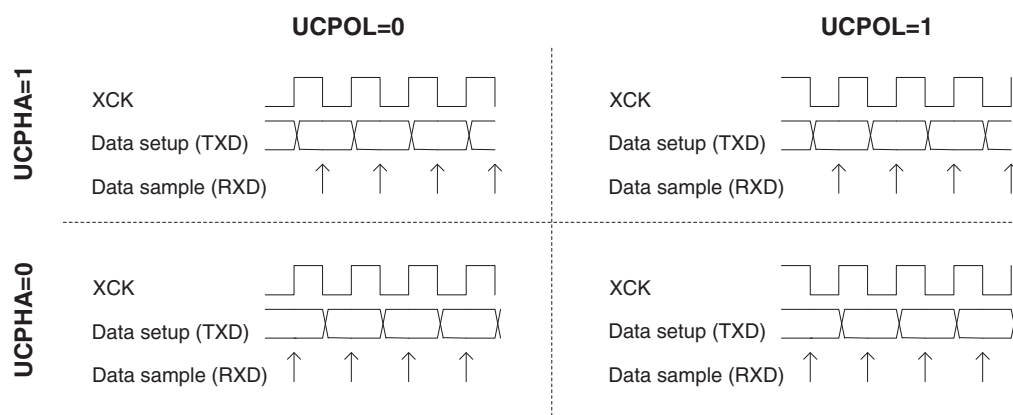 UCPOL=0
UCPOL=1
UCPHA=1
XCK
Data setup (TXD)
Data sample (RXD)
XCK
Data setup (TXD)
Data sample (RXD)
UCPHA=0
XCK
Data setup (TXD)
Data sample (RXD)
XCK
Data setup (TXD)
Data sample (RXD)